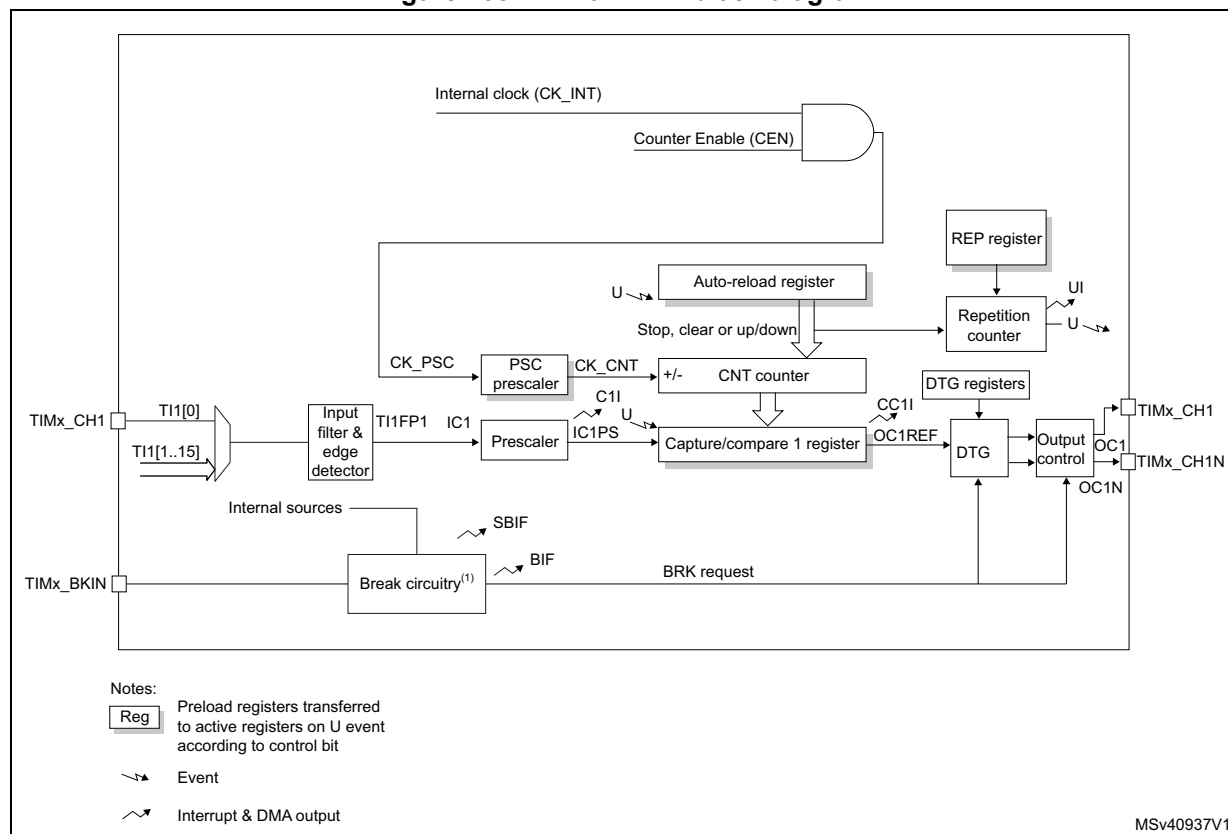 Internal clock (CK_INT)
Counter Enable (CEN)
REP register
Auto-reload register
U
UI
Stop, clear or up/down
Repetition
counter
U
CK_PSC
PSC
prescaler
CK_CNT
+/-
CNT counter
DTG registers
TIMx_CH1
TI1[0]
TI1[1..15]
Input
filter &
edge
detector
TI1FP1
IC1
Prescaler
C1I
IC1PS
U
Capture/compare 1 register
CC1I
OC1REF
DTG
Output
control
OC1
TIMx_CH1
TIMx_CH1N
OC1N
Internal sources
SBIF
BIF
TIMx_BKIN
Break circuitry(1)
BRK request
Notes:
Reg
Preload registers transferred
to active registers on U event
according to control bit
Event
Interrupt & DMA output
MSv40937V1